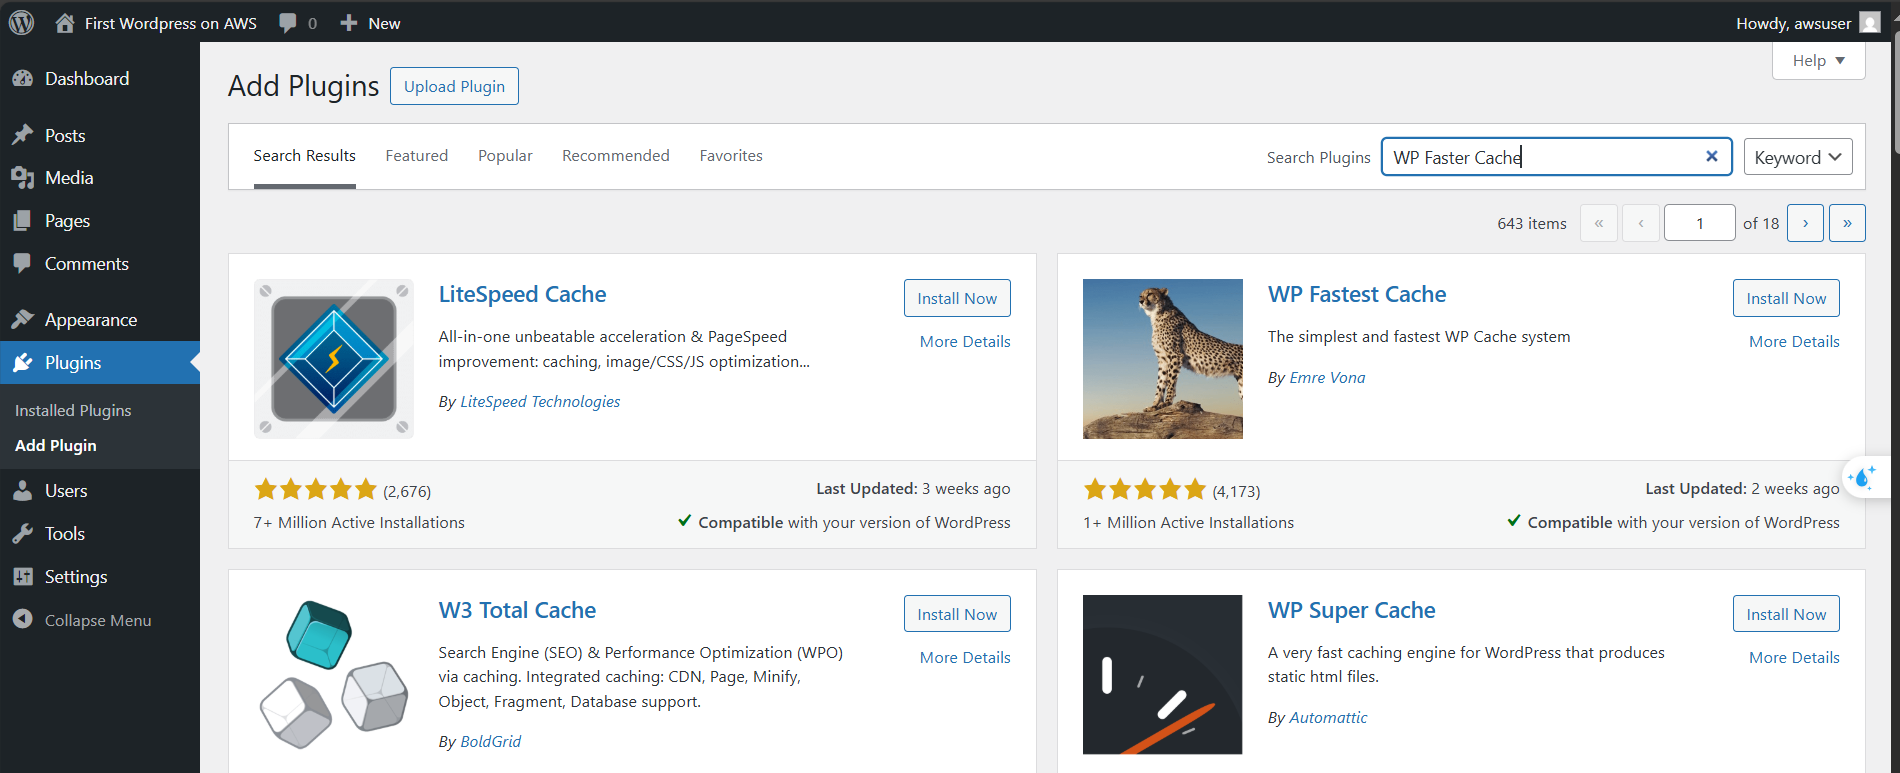 First Wordpress on AWS
0
New
Howdy, awsuser
Dashboard
Posts
Media
Pages
Comments
Appearance
Plugins
Installed Plugins
Add Plugin
Users
Tools
Settings
Collapse Menu
Help
Add Plugins
Upload Plugin
Search Results
Featured
Popular
Recommended
Favorites
Search Plugins
WP Faster Cache
Keyword
643 items
«
‹
1
of 18
›
»
LiteSpeed Cache
Install Now
More Details
All-in-one unbeatable acceleration & PageSpeed
improvement: caching, image/CSS/JS optimization...
By LiteSpeed Technologies
(2,676)
7+ Million Active Installations
Last Updated: 3 weeks ago
Compatible with your version of WordPress
WP Fastest Cache
Install Now
More Details
The simplest and fastest WP Cache system
By Emre Vona
(4,173)
1+ Million Active Installations
Last Updated: 2 weeks ago
Compatible with your version of WordPress
W3 Total Cache
Install Now
More Details
Search Engine (SEO) & Performance Optimization (WPO)
via caching. Integrated caching: CDN, Page, Minify,
Object, Fragment, Database support.
By BoldGrid
WP Super Cache
Install Now
More Details
A very fast caching engine for WordPress that produces
static html files.
By Automattic